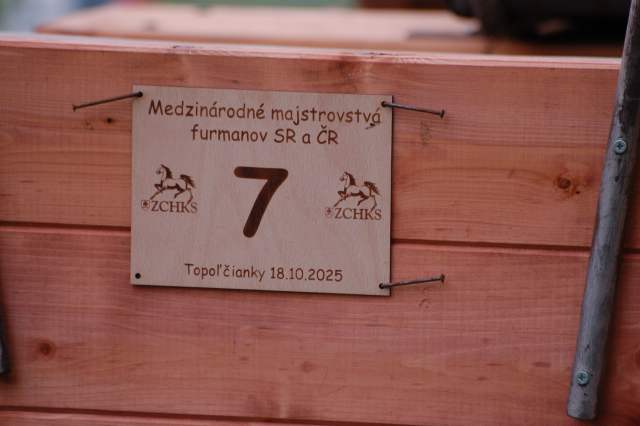 Medzinárodné majstrovstvá
furmanov SR a ČR
7
ZCHKS
ZCHKS
Topoľčianky 18.10.2025